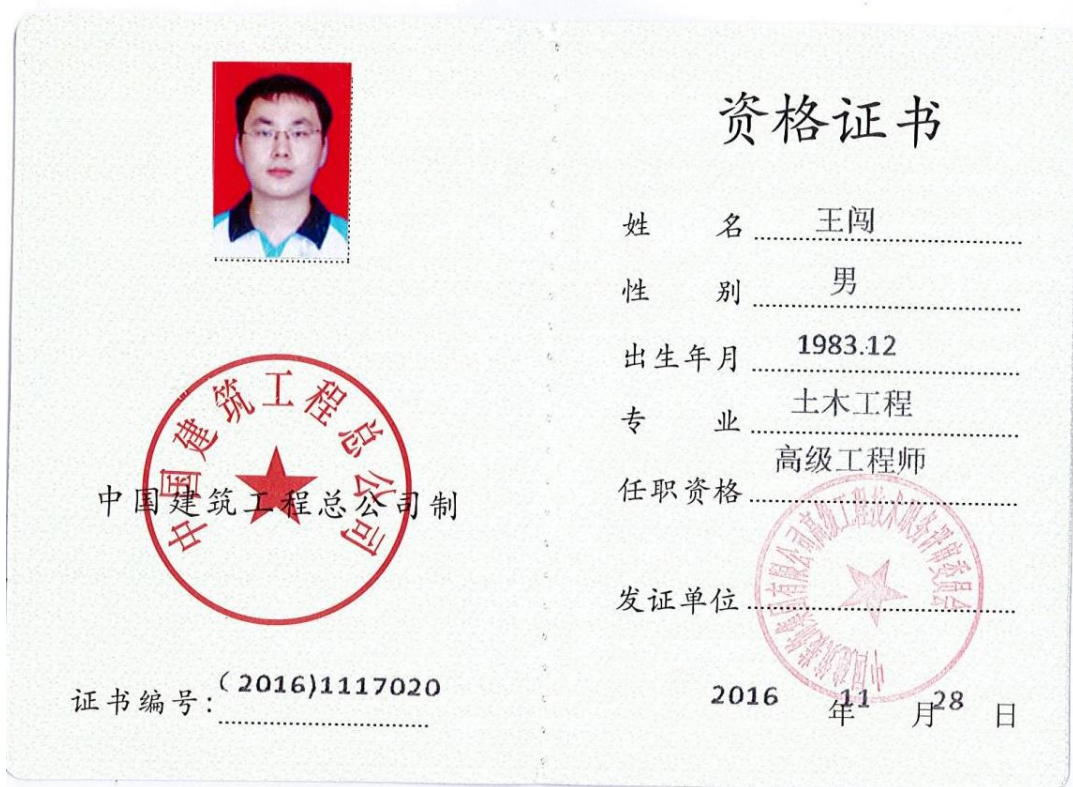 中国建筑工程总公司
中国建筑工程总公司制
证书编号:(2016)1117020
资格证书
姓 名 王闯
性 别 男
出生年月 1983.12
专 业 土木工程
任职资格 高级工程师
发证单位
2016 年 11 月 28 日